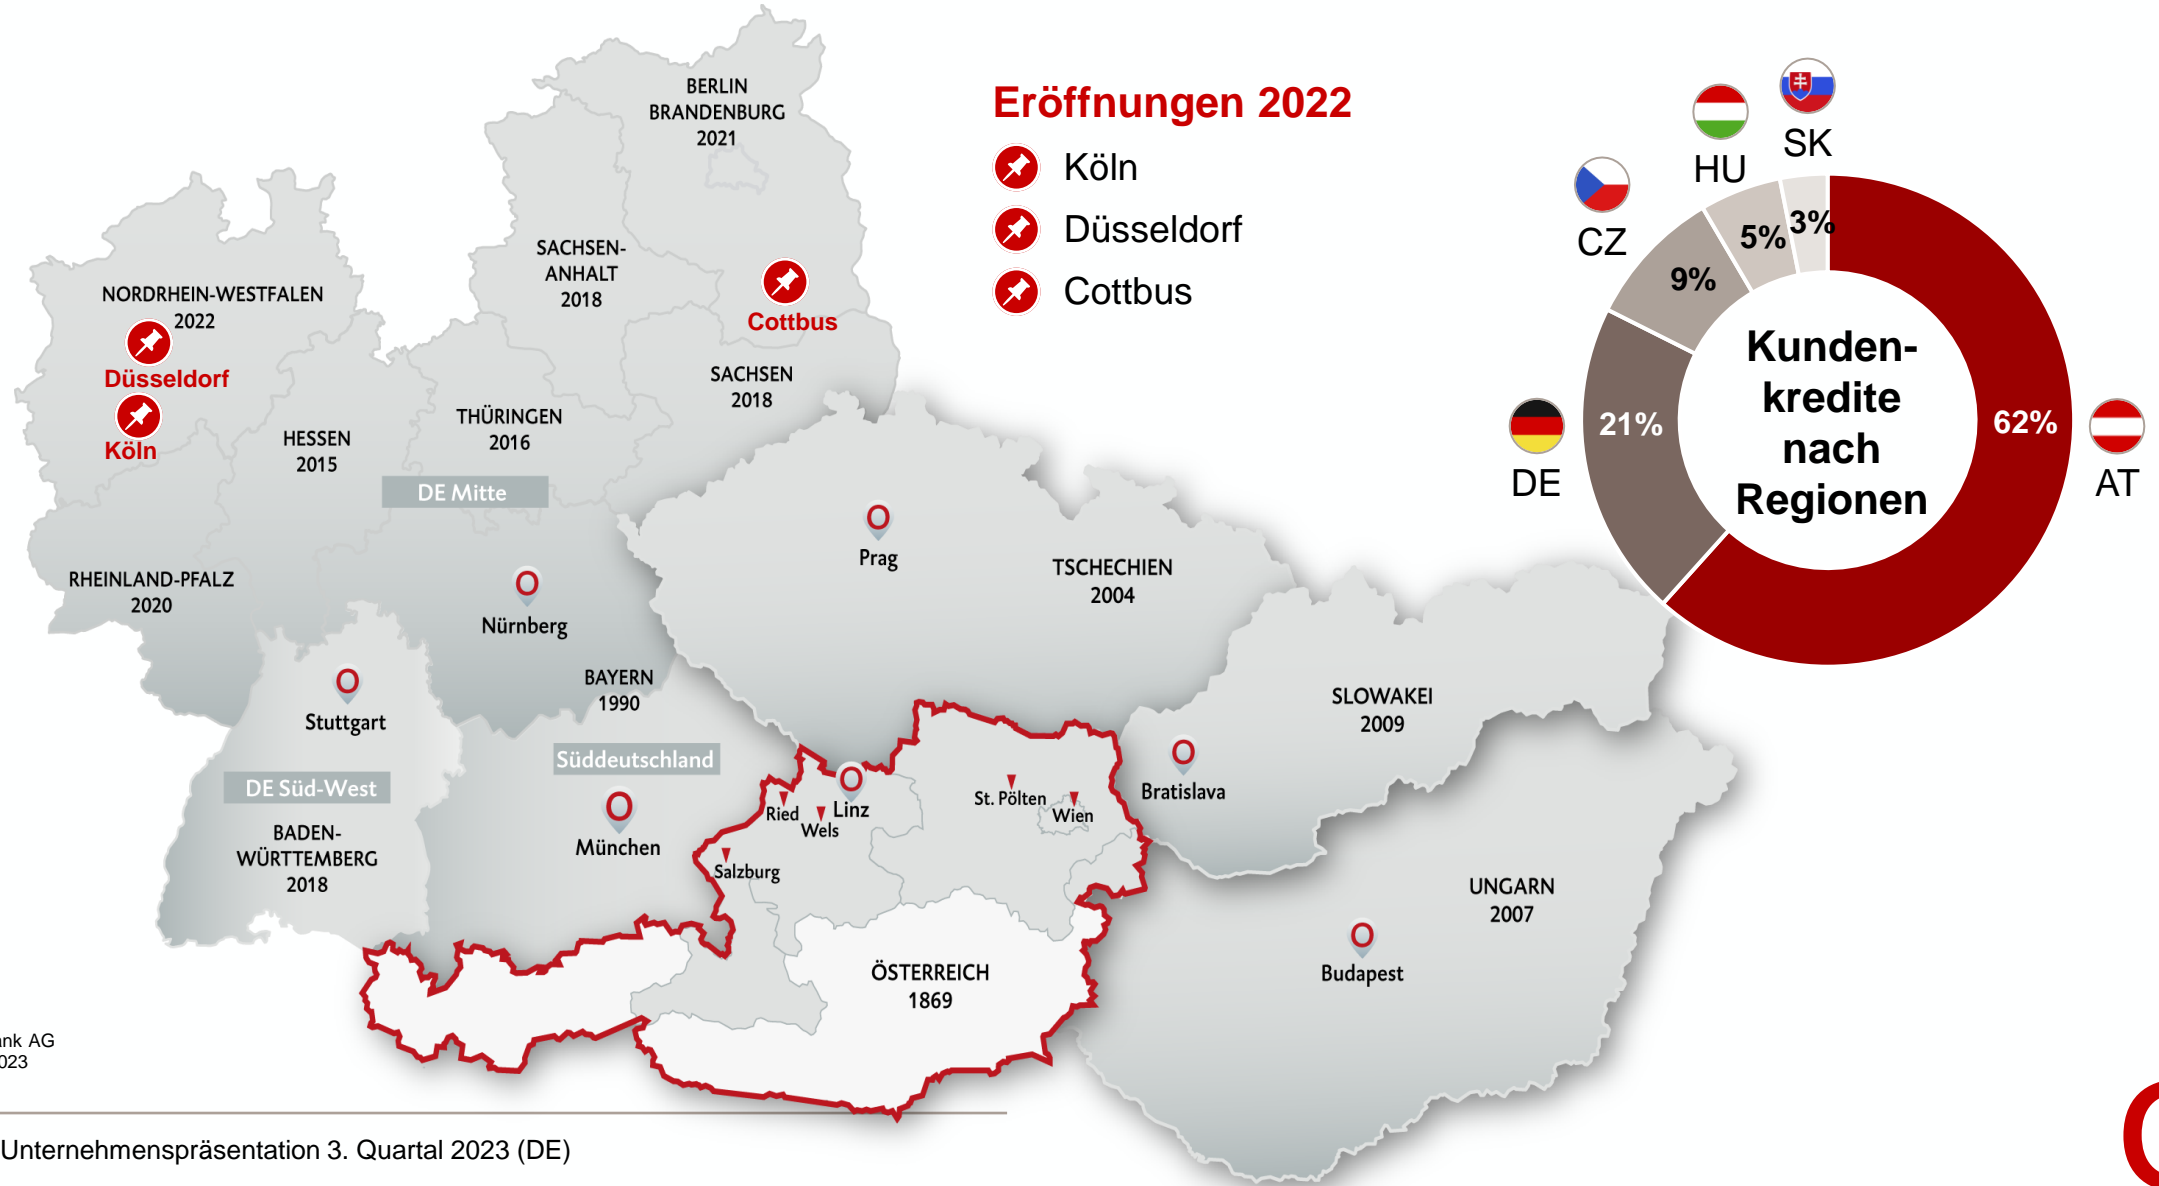 BERLIN
BRANDENBURG
2021
SACHSEN-
ANHALT
2018
NORDRHEIN-WESTFALEN
2022
Düsseldorf
Köln
Cottbus
SACHSEN
2018
THÜRINGEN
2016
HESSEN
2015
DE Mitte
RHEINLAND-PFALZ
2020
Nürnberg
BAYERN
1990
Stuttgart
DE Süd-West
BADEN-
WÜRTTEMBERG
2018
Süddeutschland
München
Prag
TSCHECHIEN
2004
SLOWAKEI
2009
Bratislava
UNGARN
2007
Budapest
Ried
Wels
Linz
Salzburg
St. Pölten
Wien
ÖSTERREICH
1869
Eröffnungen 2022
Köln
Düsseldorf
Cottbus
SK
HU
CZ
DE
AT
3%
5%
9%
21%
62%
Kunden-
kredite
nach
Regionen
AG
Unternehmenspräsentation 3. Quartal 2023 (DE)